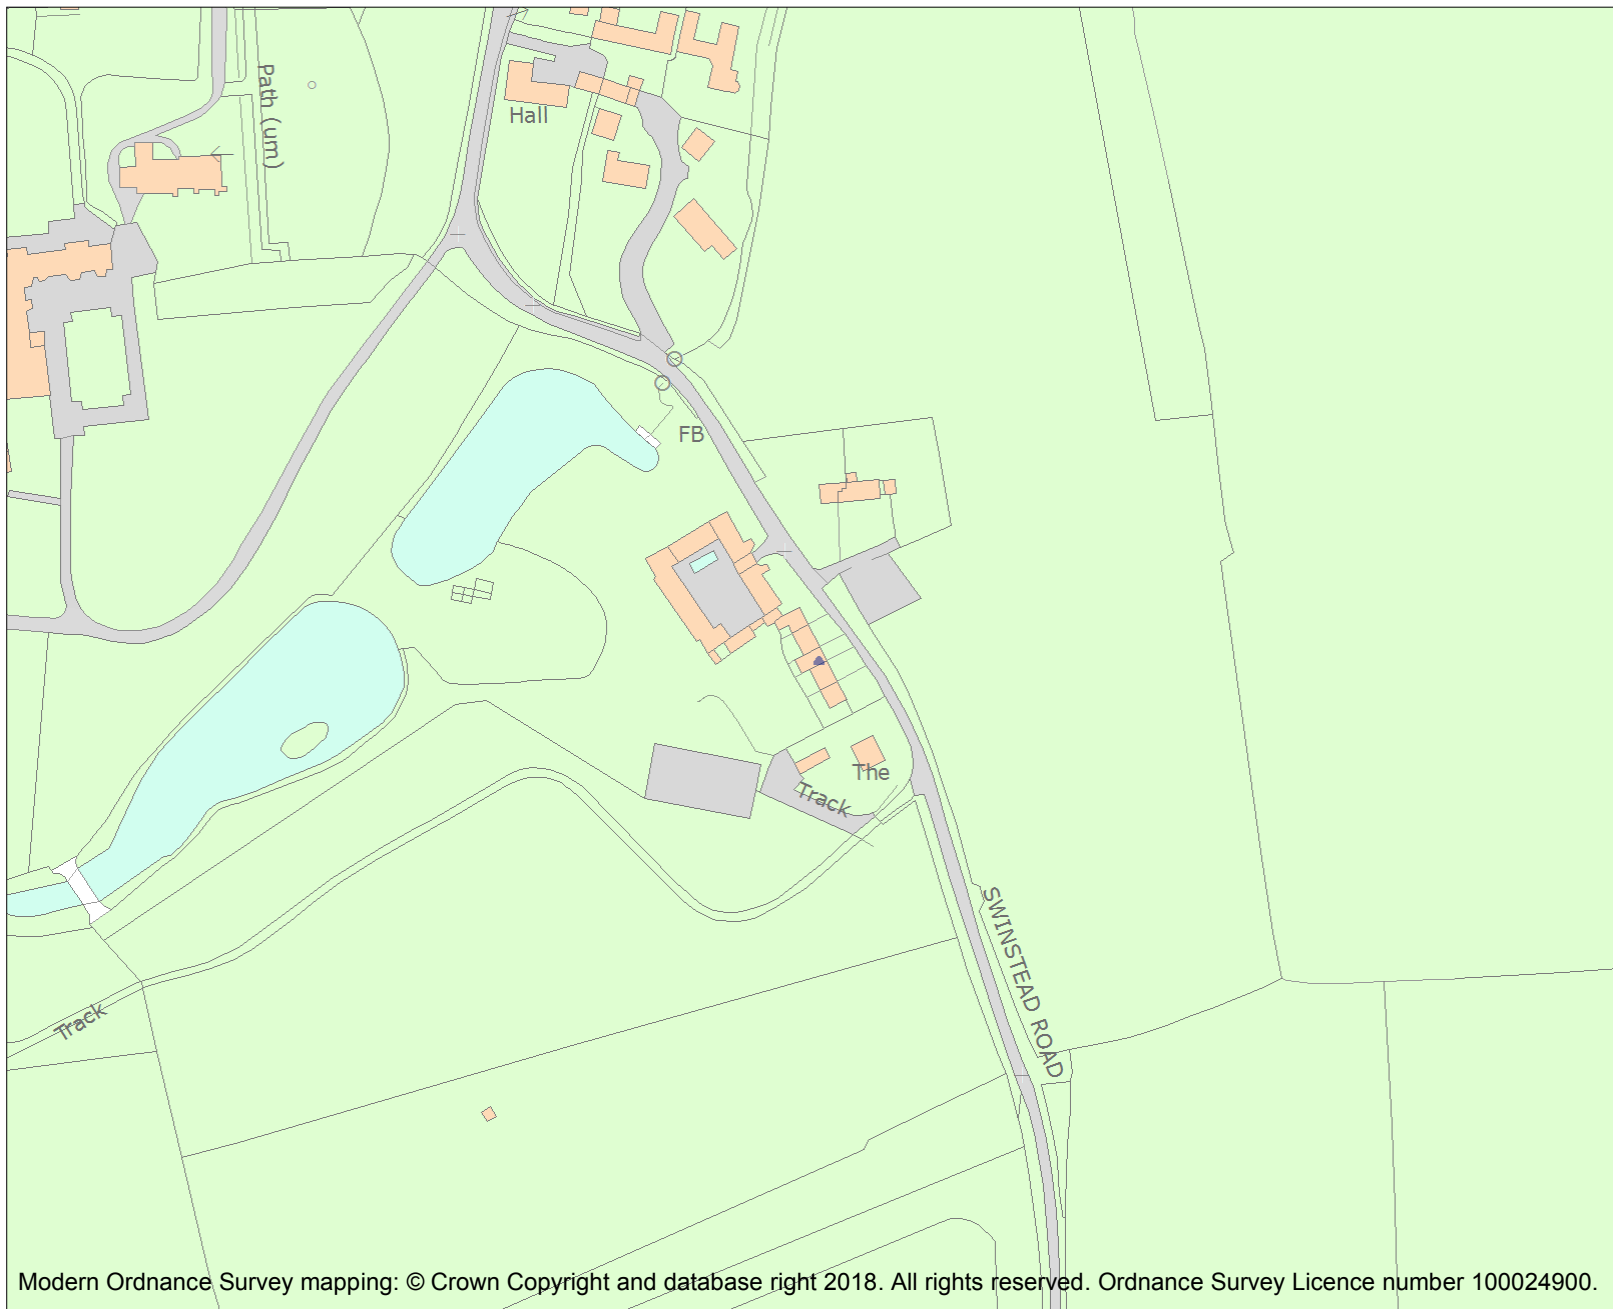 Path (um)
Hall
FB
The
Track
SWINSTEAD ROAD
Track
Modern Ordnance Survey mapping: © Crown Copyright and database right 2018. All rights reserved. Ordnance Survey Licence number 100024900.